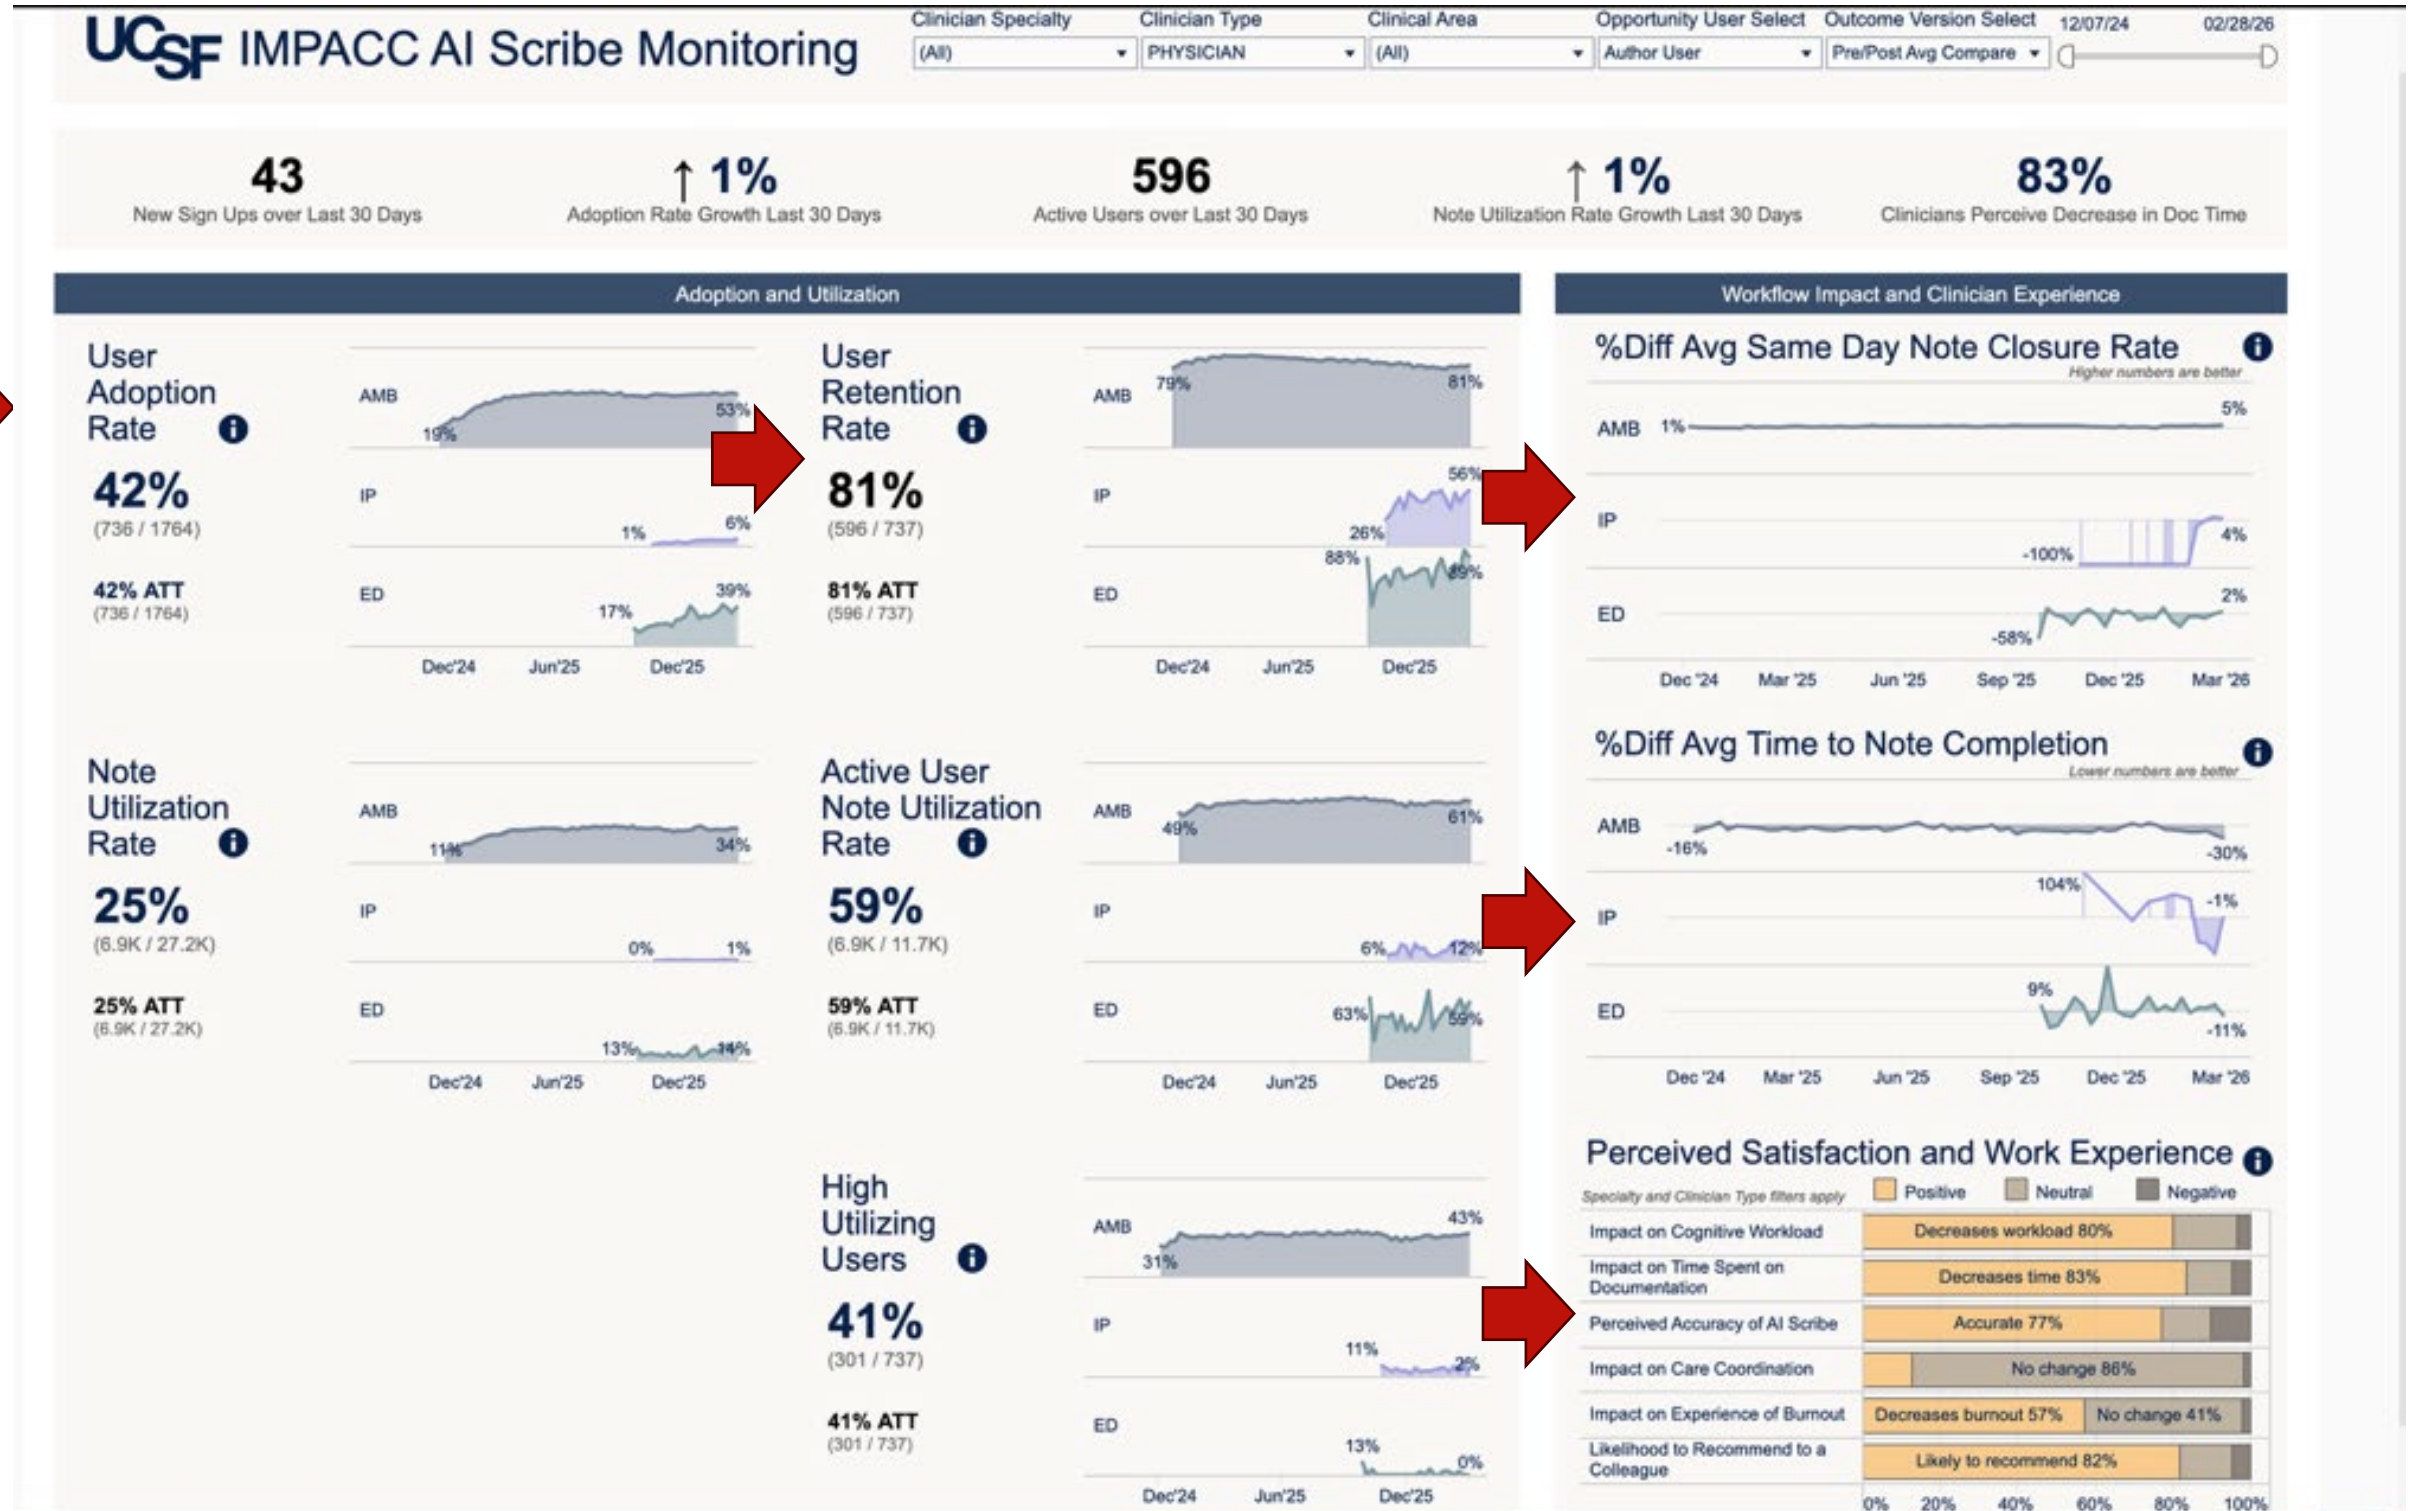 UCSF IMPACC AI Scribe Monitoring
Clinician Specialty
(All)
Clinician Type
PHYSICIAN
Clinical Area
(All)
Opportunity User Select
Author User
Outcome Version Select
Pre/Post Avg Compare
12/07/24
02/28/26
43
New Sign Ups over Last 30 Days
↑ 1%
Adoption Rate Growth Last 30 Days
596
Active Users over Last 30 Days
↑ 1%
Note Utilization Rate Growth Last 30 Days
83%
Clinicians Perceive Decrease in Doc Time
Adoption and Utilization
User
Adoption
Rate
42%
(736 / 1764)
42% ATT
(736 / 1764)
AMB
19%
53%
IP
1%
6%
ED
17%
39%
Dec'24 Jun'25 Dec'25
User
Retention
Rate
81%
(596 / 737)
81% ATT
(596 / 737)
AMB
79%
81%
IP
26%
56%
ED
88%
89%
Dec'24 Jun'25 Dec'25
Note
Utilization
Rate
25%
(6.9K / 27.2K)
25% ATT
(6.9K / 27.2K)
AMB
11%
34%
IP
0%
1%
ED
13%
14%
Dec'24 Jun'25 Dec'25
Active User
Note Utilization
Rate
59%
(6.9K / 11.7K)
59% ATT
(6.9K / 11.7K)
AMB
49%
61%
IP
6%
12%
ED
63%
59%
Dec'24 Jun'25 Dec'25
High
Utilizing
Users
41%
(301 / 737)
41% ATT
(301 / 737)
AMB
31%
43%
IP
11%
2%
ED
13%
0%
Dec'24 Jun'25 Dec'25
Workflow Impact and Clinician Experience
%Diff Avg Same Day Note Closure Rate
Higher numbers are better
AMB
1%
5%
IP
-100%
4%
ED
-58%
2%
Dec '24 Mar '25 Jun '25 Sep '25 Dec '25 Mar '26
%Diff Avg Time to Note Completion
Lower numbers are better
AMB
-16%
-30%
IP
104%
-1%
ED
9%
-11%
Dec '24 Mar '25 Jun '25 Sep '25 Dec '25 Mar '26
Perceived Satisfaction and Work Experience
Specialty and Clinician Type filters apply
Positive Neutral Negative
Impact on Cognitive Workload
Decreases workload 80%
Impact on Time Spent on
Documentation
Decreases time 83%
Perceived Accuracy of AI Scribe
Accurate 77%
Impact on Care Coordination
No change 86%
Impact on Experience of Burnout
Decreases burnout 57% No change 41%
Likelihood to Recommend to a
Colleague
Likely to recommend 82%
0% 20% 40% 60% 80% 100%